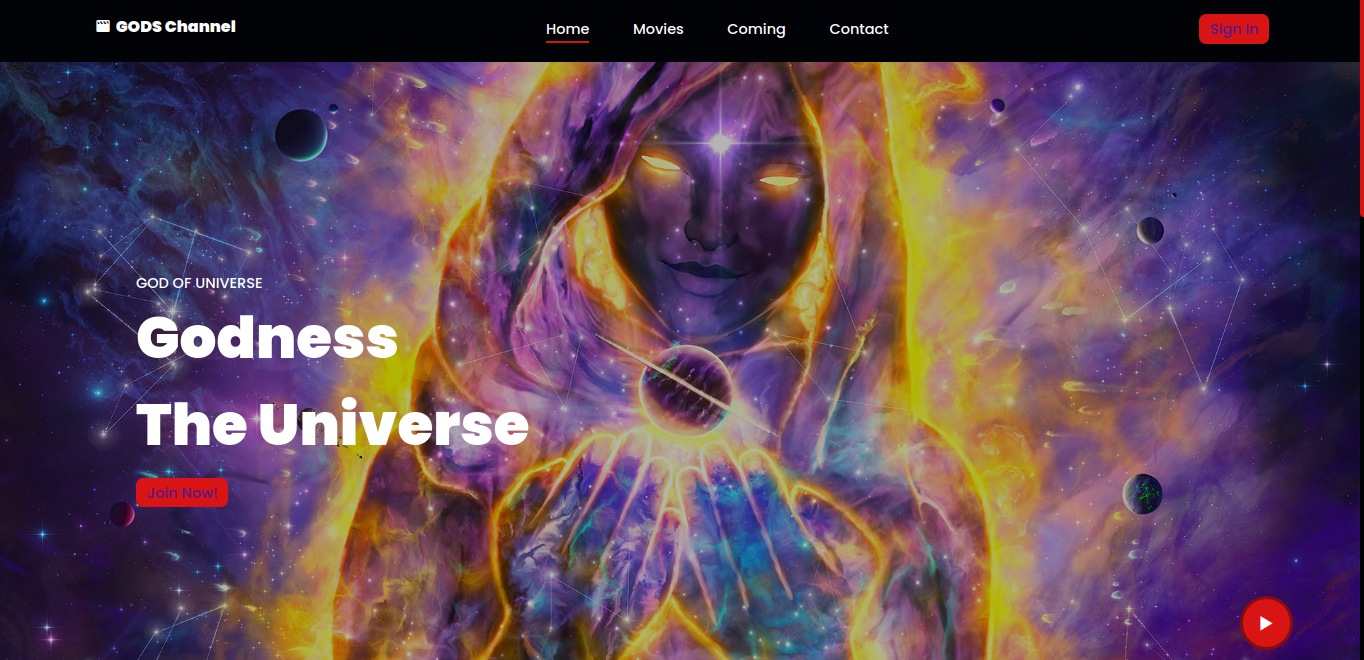 GODS Channel
Home Movies Coming Contact
Sign In
GOD OF UNIVERSE
Godness
The Universe
Join Now!